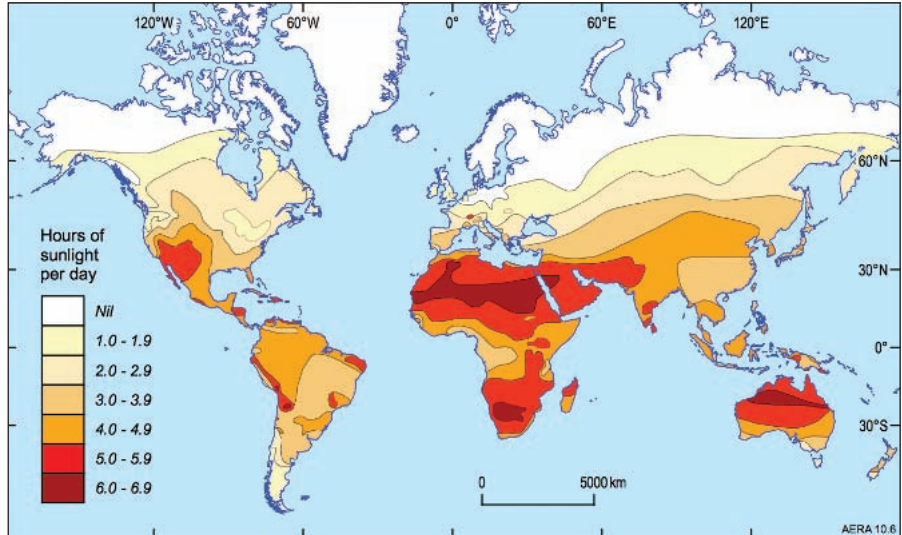 120°W 60°W 0° 60°E 120°E
60°N
30°N
0°
30°S
Hours of
sunlight
per day
Nil
1.0 - 1.9
2.0 - 2.9
3.0 - 3.9
4.0 - 4.9
5.0 - 5.9
6.0 - 6.9
0 5000 km
AERA 10.6